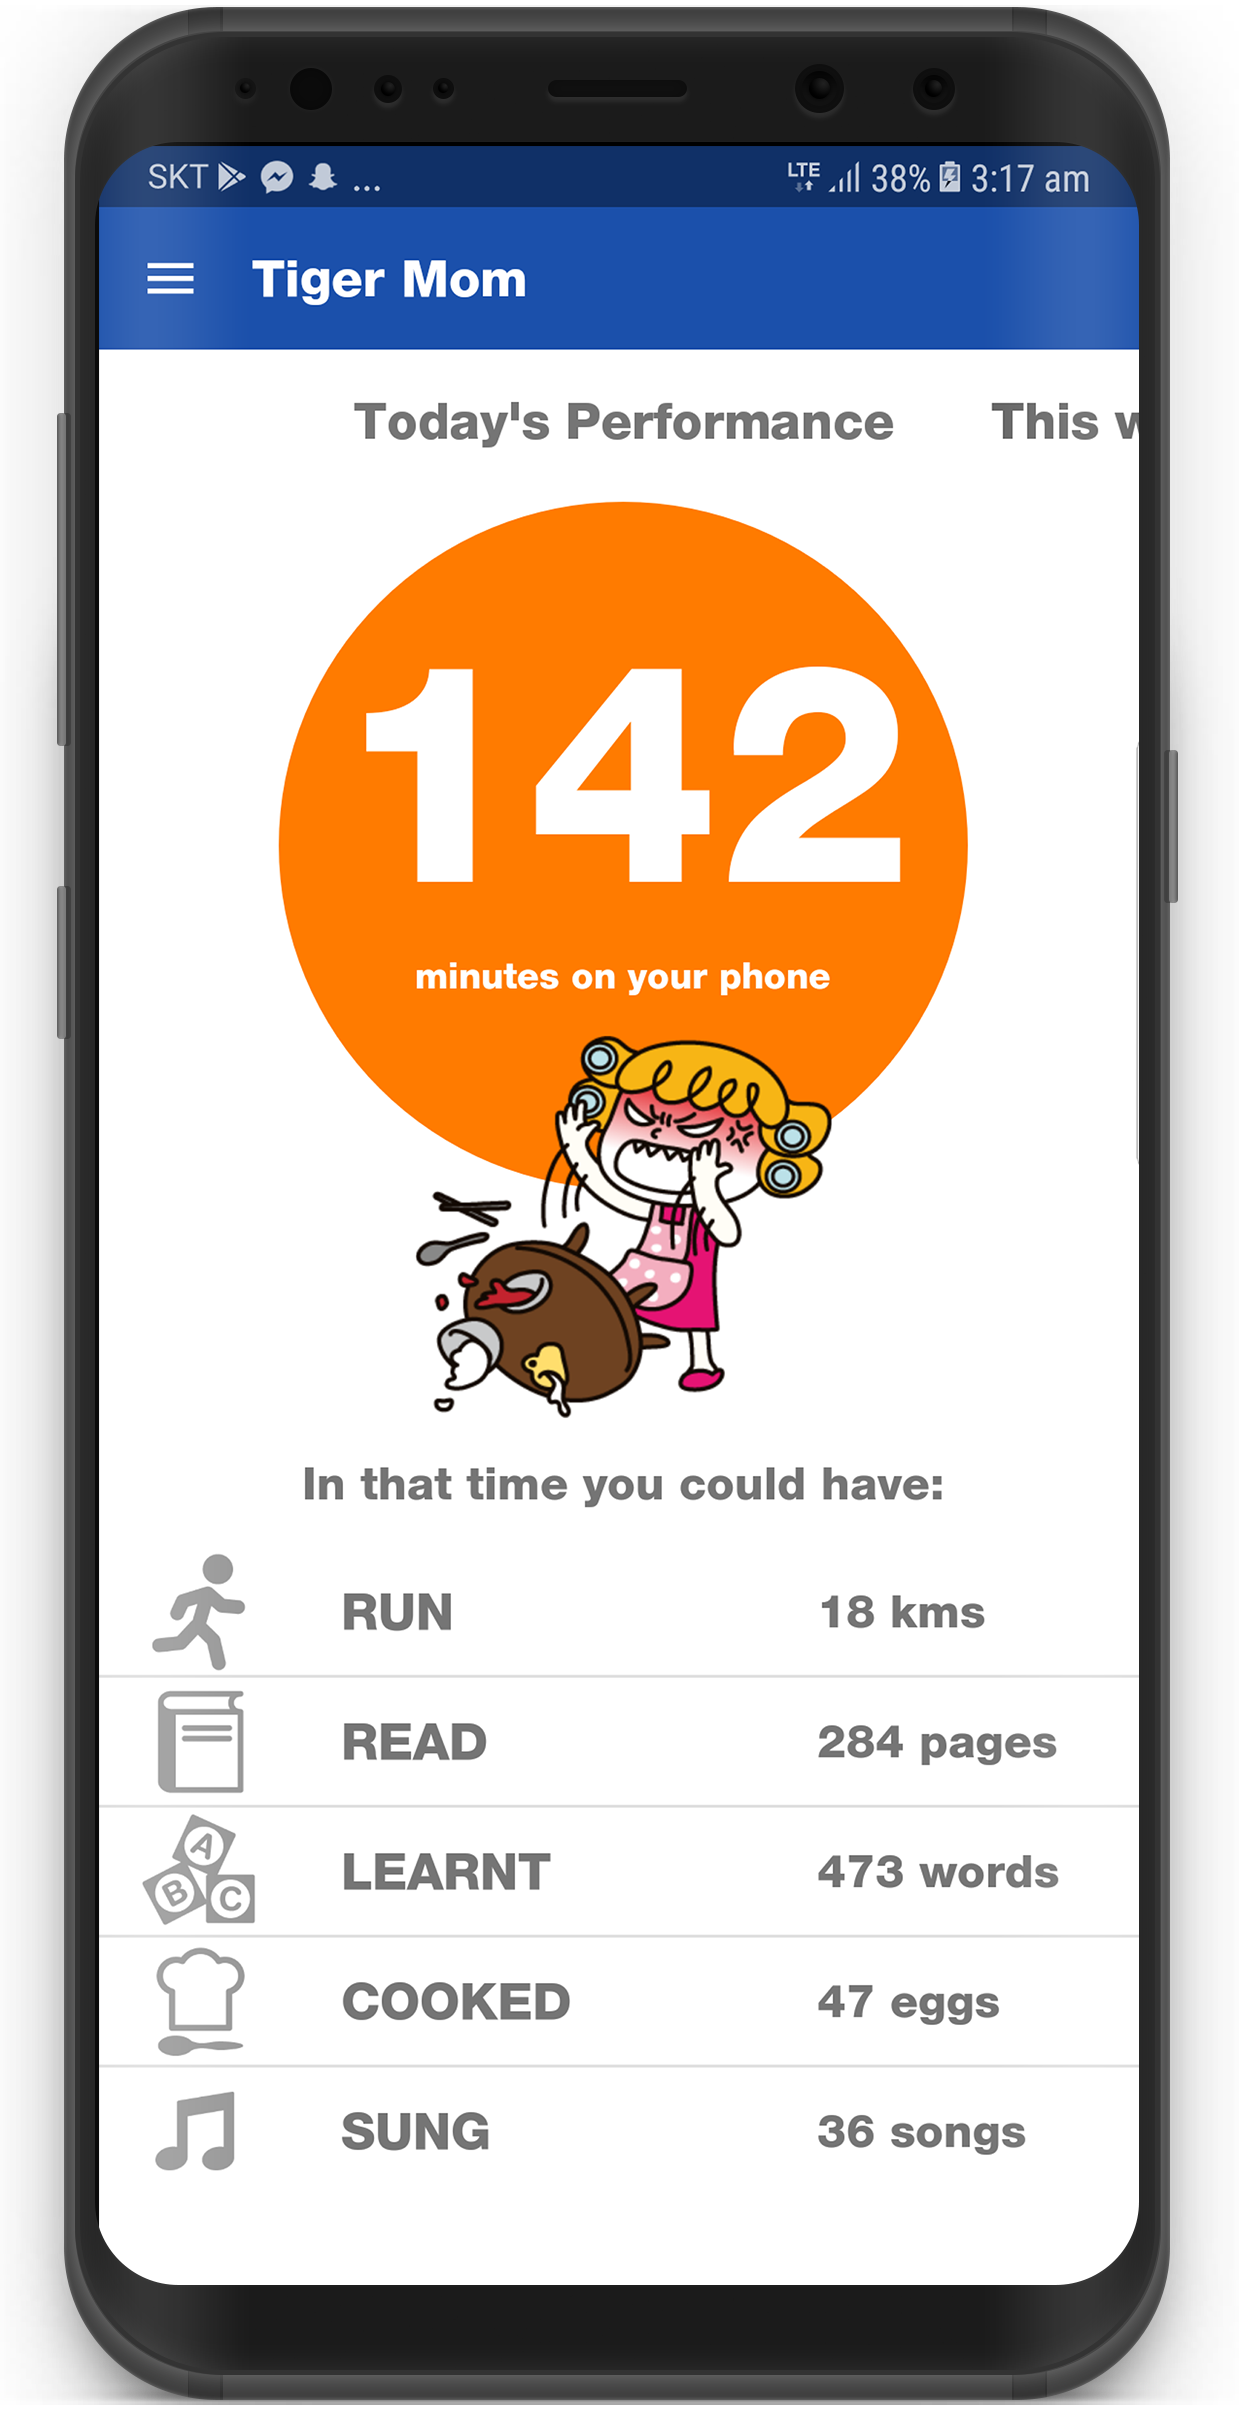 SKT ... LTE 38% 3:17 am
Tiger Mom
Today's Performance This w
142
minutes on your phone
In that time you could have:
RUN 18 kms
READ 284 pages
A
B C
LEARNT 473 words
COOKED 47 eggs
SUNG 36 songs